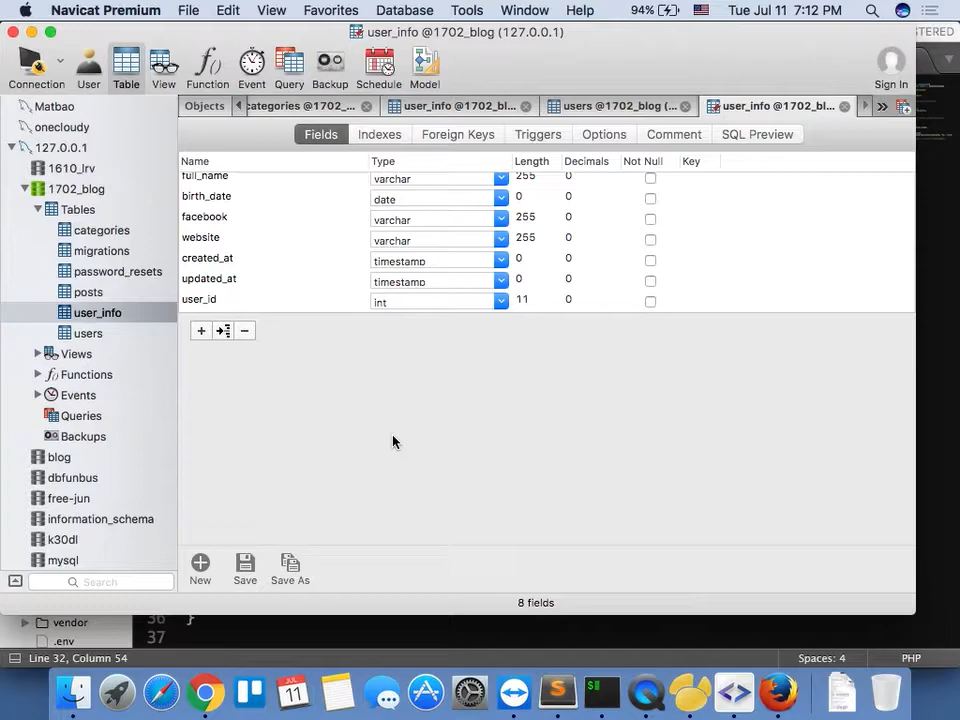 Navicat Premium File Edit View Favorites Database Tools Window Help 94% Tue Jul 11 7:12 PM
user_info @1702_blog (127.0.0.1)
Connection User Table View Function Event Query Backup Schedule Model Sign In
Objects ategories @1702_... user_info @1702_bl... users @1702_blog (... user_info @1702_bl...
Fields Indexes Foreign Keys Triggers Options Comment SQL Preview
Name Type Length Decimals Not Null Key
full_name varchar 255 0
birth_date date 0 0
facebook varchar 255 0
website varchar 255 0
created_at timestamp 0 0
updated_at timestamp 0 0
user_id int 11 0
+ −
Matbao
onecloudy
127.0.0.1
1610_lrv
1702_blog
Tables
categories
migrations
password_resets
posts
user_info
users
Views
Functions
Events
Queries
Backups
blog
dbfunbus
free-jun
information_schema
k30dl
mysql
Search
New Save Save As
8 fields
vendor
.env
36 }
37
Line 32, Column 54 Spaces: 4 PHP